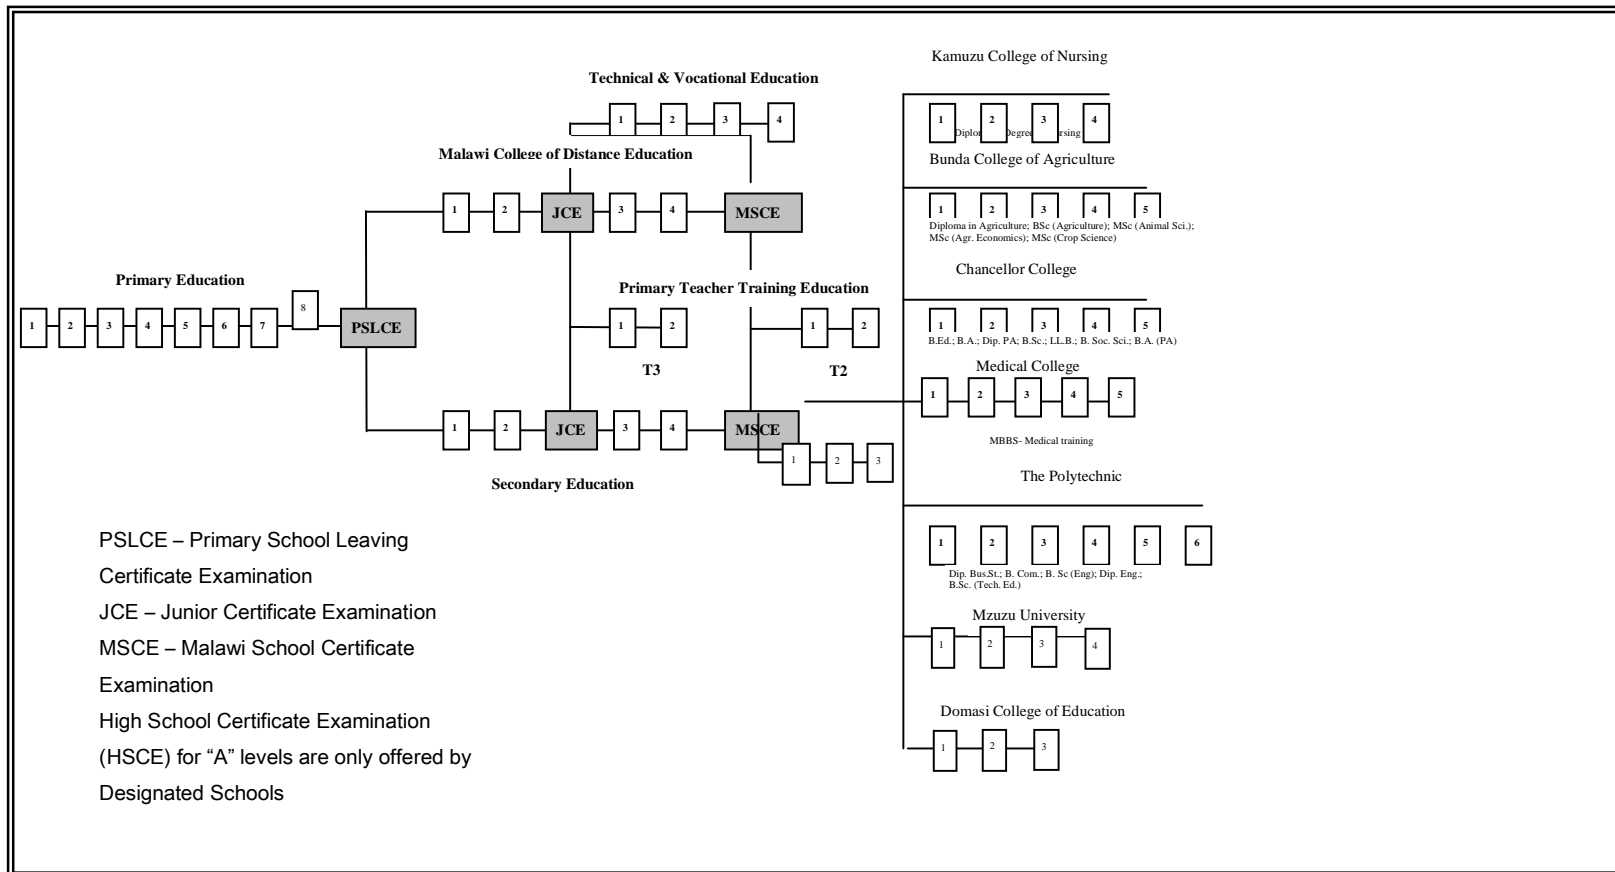 Kamuzu College of Nursing
Technical & Vocational Education
1 2 3 4
1 2 3 4
Degree
Malawi College of Distance Education
Bunda College of Agriculture
1 2 JCE 3 4 MSCE
1 2 3 4 5
Diploma in Agriculture; BSc (Agriculture); MSc (Animal Sci.);
MSc (Agr. Economics); MSc (Crop Science)
Chancellor College
Primary Education
Primary Teacher Training Education
1 2 3 4 5 6 7 8 PSLCE
1 2
1 2
T3
T2
1 2 3 4 5
B.Ed.; B.A.; Dip. PA; B.Sc.; LL.B.; B. Soc. Sci.; B.A. (PA)
Medical College
1 2 3 4 5
MBBS- Medical training
1 2 JCE 3 4 MSCE
1 2 3
Secondary Education
The Polytechnic
1 2 3 4 5 6
Dip. Bus.St.; B. Com.; B. Sc (Eng); Dip. Eng.;
B.Sc. (Tech. Ed.)
Mzuzu University
1 2 3 4
Domasi College of Education
1 2 3
PSLCE – Primary School Leaving
Certificate Examination
JCE – Junior Certificate Examination
MSCE – Malawi School Certificate
Examination
High School Certificate Examination
(HSCE) for “A” levels are only offered by
Designated Schools